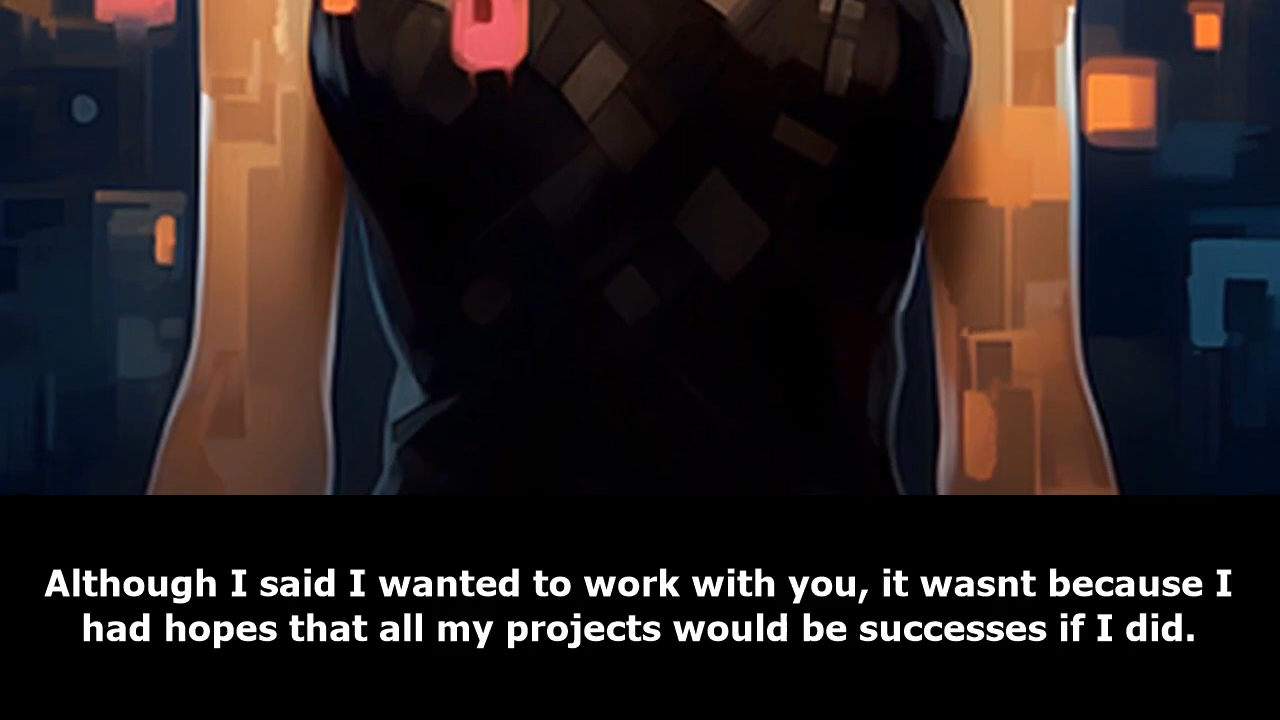 Although I said I wanted to work with you, it wasnt because I
had hopes that all my projects would be successes if I did.